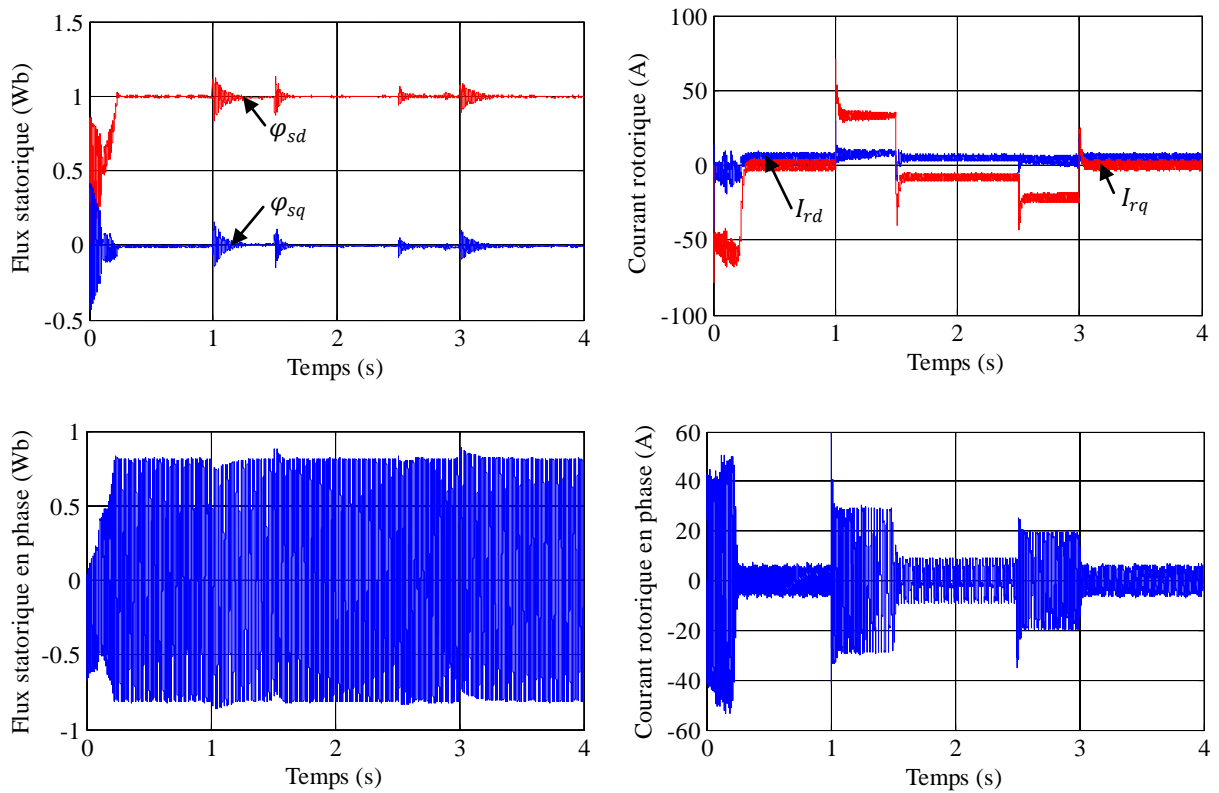 Flux statorique (Wb)
1.5
1
0.5
0
-0.5
φsd
φsq
0 1 2 3 4
Temps (s)
Courant rotorique (A)
100
50
0
-50
-100
Ird
Irq
0 1 2 3 4
Temps (s)
Flux statorique en phase (Wb)
1
0.5
0
-0.5
-1
0 1 2 3 4
Temps (s)
Courant rotorique en phase (A)
60
40
20
0
-20
-40
-60
0 1 2 3 4
Temps (s)